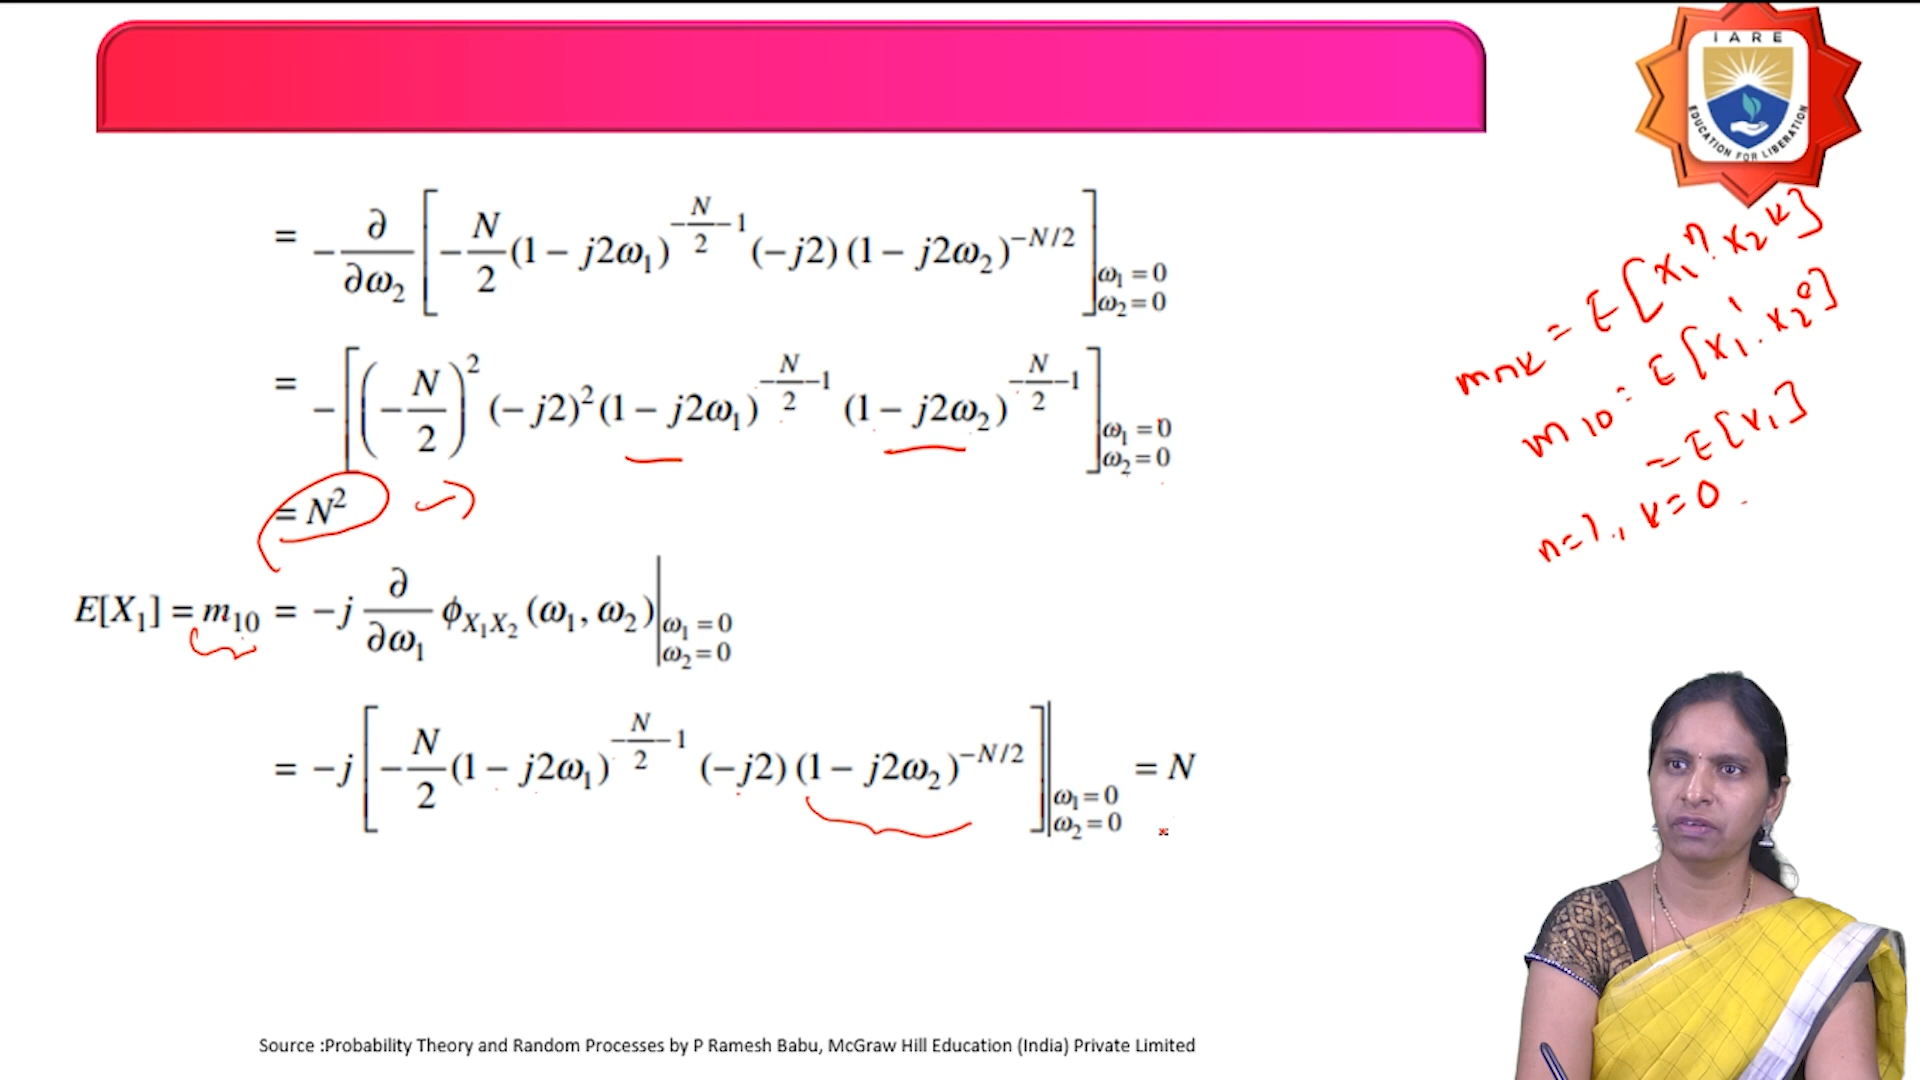 IARE
EDUCATION FOR LIBERATION
= -∂/∂ω₂ [ -N/2 (1 - j2ω₁)^(-N/2 - 1) (-j2) (1 - j2ω₂)^(-N/2) ] ω₁ = 0 ω₂ = 0
= -[ (-N/2)² (-j2)² (1 - j2ω₁)^(-N/2 - 1) (1 - j2ω₂)^(-N/2 - 1) ] ω₁ = 0 ω₂ = 0
= N²
E[X₁] = m₁₀ = -j ∂/∂ω₁ ϕ_X₁X₂ (ω₁, ω₂)| ω₁ = 0 ω₂ = 0
= -j [ -N/2 (1 - j2ω₁)^(-N/2 - 1) (-j2) (1 - j2ω₂)^(-N/2) ]| ω₁ = 0 ω₂ = 0 = N
mnk = E[X₁ⁿ. X₂ᵏ]
m10 = E[X₁¹. X₂⁰]
= E[X₁]
n=1, k=0.
Source :Probability Theory and Random Processes by P Ramesh Babu, McGraw Hill Education (India) Private Limited